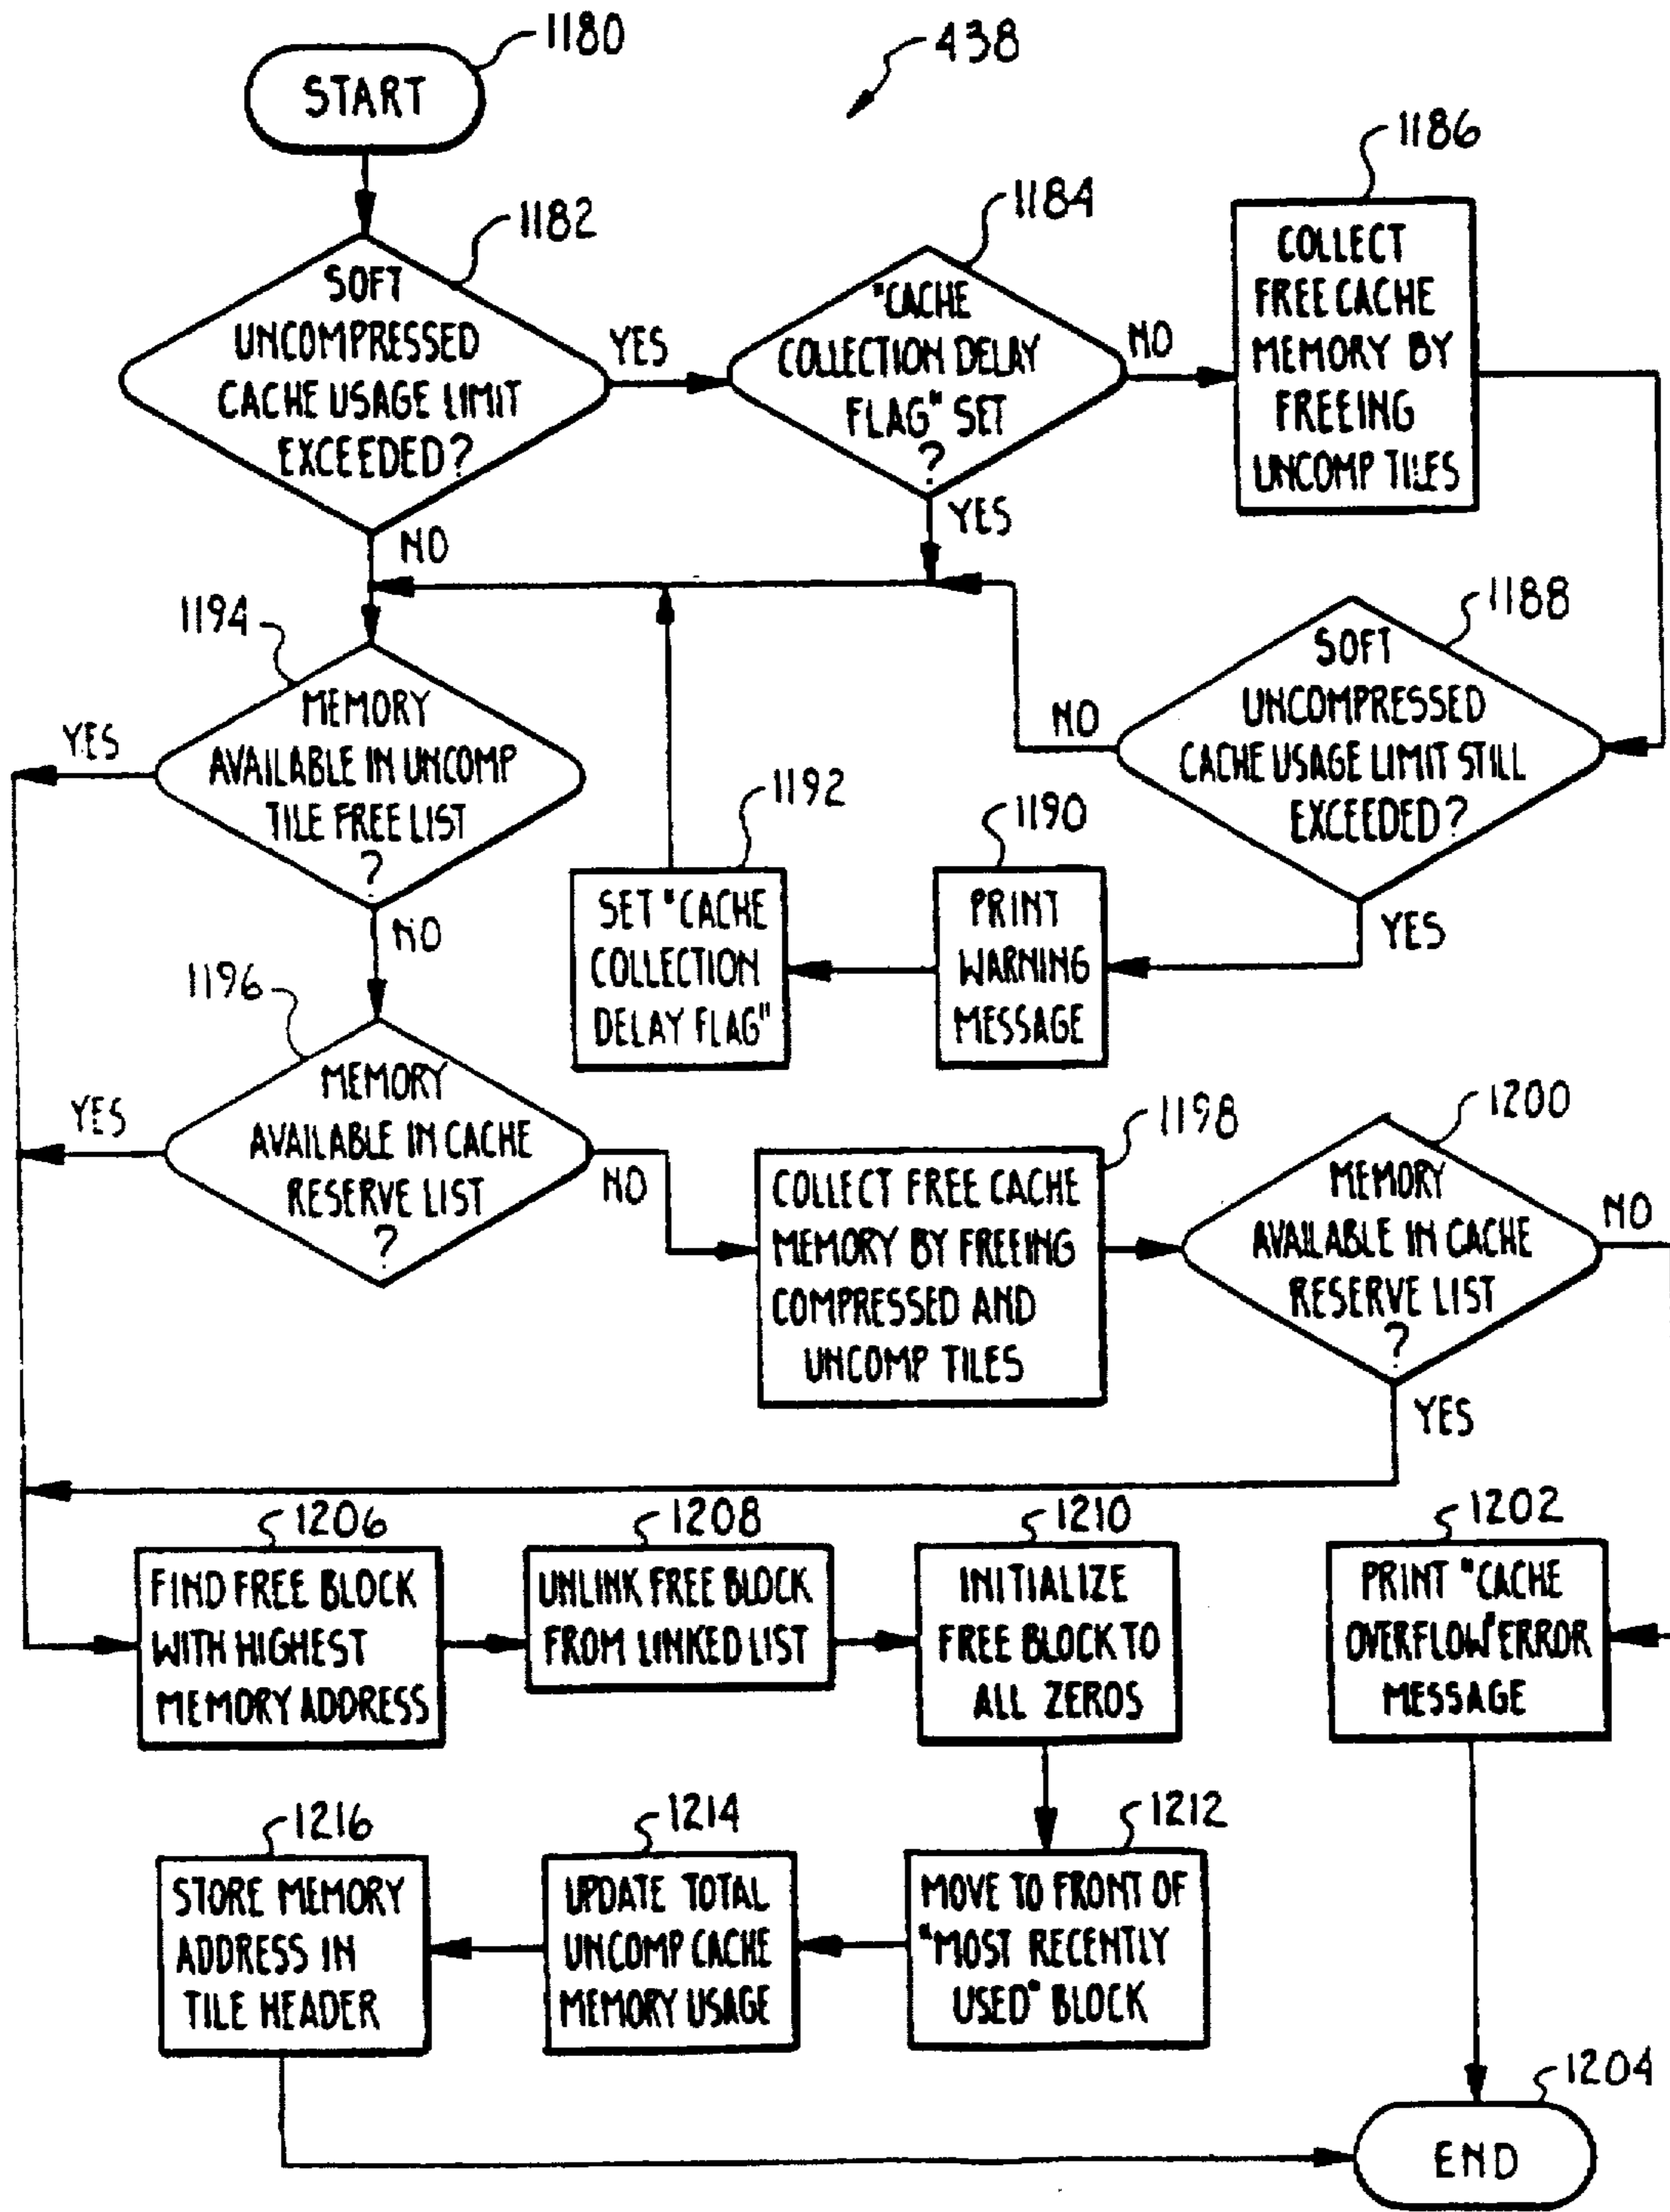 1180
START
438
1182
SOFT
UNCOMPRESSED
CACHE USAGE LIMIT
EXCEEDED?
YES
NO
1184
"CACHE
COLLECTION DELAY
FLAG" SET
?
NO
YES
1186
COLLECT
FREE CACHE
MEMORY BY
FREEING
UNCOMP TILES
1188
SOFT
UNCOMPRESSED
CACHE USAGE LIMIT STILL
EXCEEDED?
NO
YES
1190
PRINT
WARNING
MESSAGE
1192
SET "CACHE
COLLECTION
DELAY FLAG"
1194
MEMORY
AVAILABLE IN UNCOMP
TILE FREE LIST
?
YES
NO
1196
MEMORY
AVAILABLE IN CACHE
RESERVE LIST
?
YES
NO
1198
COLLECT FREE CACHE
MEMORY BY FREEING
COMPRESSED AND
UNCOMP TILES
1200
MEMORY
AVAILABLE IN CACHE
RESERVE LIST
?
NO
YES
1202
PRINT "CACHE
OVERFLOW" ERROR
MESSAGE
1206
FIND FREE BLOCK
WITH HIGHEST
MEMORY ADDRESS
1208
UNLINK FREE BLOCK
FROM LINKED LIST
1210
INITIALIZE
FREE BLOCK TO
ALL ZEROS
1212
MOVE TO FRONT OF
"MOST RECENTLY
USED" BLOCK
1214
UPDATE TOTAL
UNCOMP CACHE
MEMORY USAGE
1216
STORE MEMORY
ADDRESS IN
TILE HEADER
1204
END